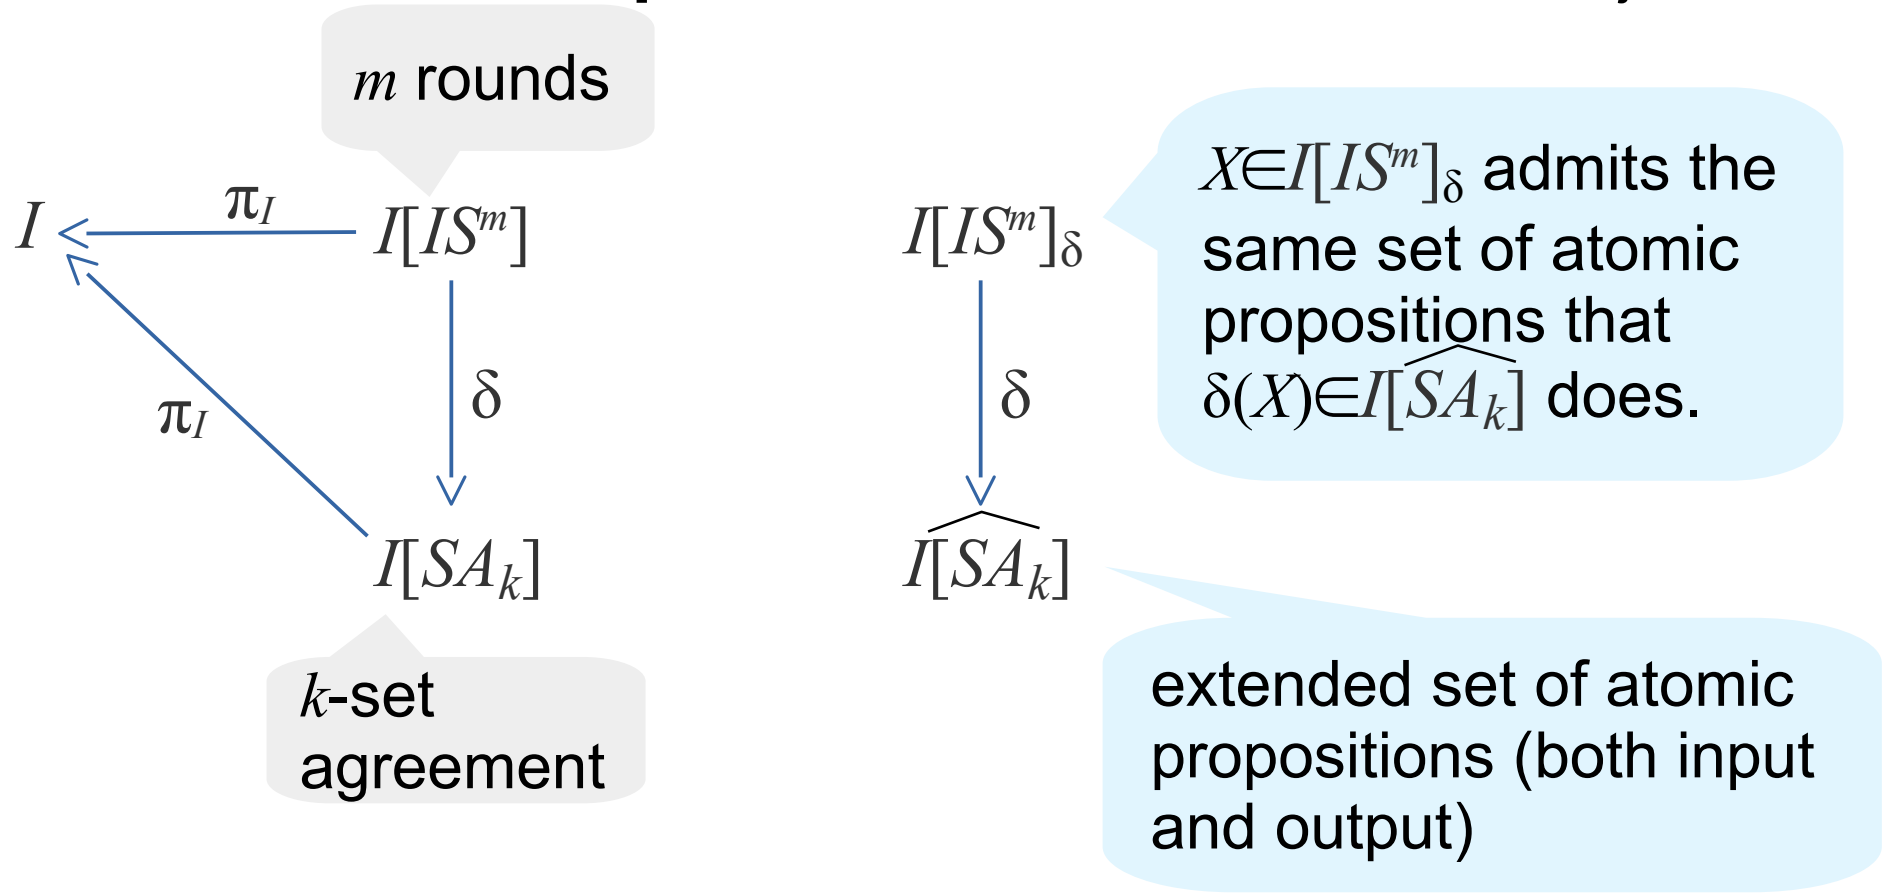 m rounds
I
π_I
I[IS^m]
δ
π_I
I[SA_k]
k-set
agreement
I[IS^m]_δ
δ
\widehat{I[SA_k]}
X∈I[IS^m]_δ admits the
same set of atomic
propositions that
δ(X)∈\widehat{I[SA_k]} does.
extended set of atomic
propositions (both input
and output)